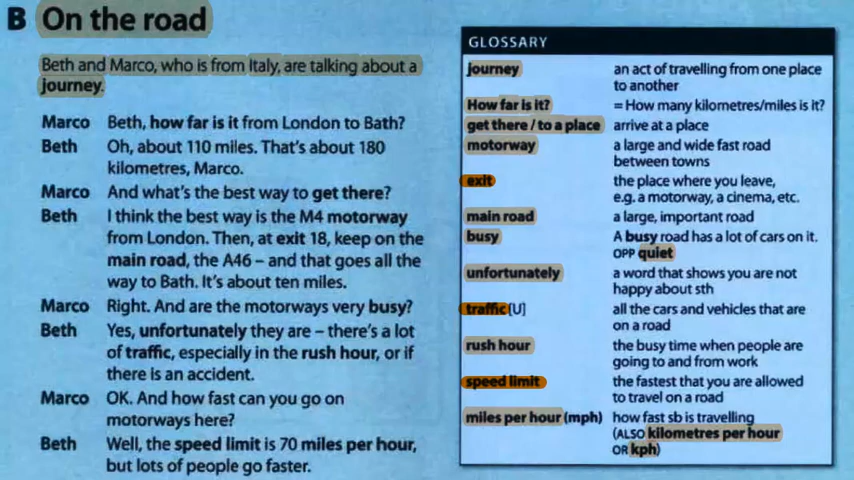 B On the road
Beth and Marco, who is from Italy, are talking about a
journey.
Marco Beth, how far is it from London to Bath?
Beth Oh, about 110 miles. That's about 180
kilometres, Marco.
Marco And what's the best way to get there?
Beth I think the best way is the M4 motorway
from London. Then, at exit 18, keep on the
main road, the A46 – and that goes all the
way to Bath. It's about ten miles.
Marco Right. And are the motorways very busy?
Beth Yes, unfortunately they are – there's a lot
of traffic, especially in the rush hour, or if
there is an accident.
Marco OK. And how fast can you go on
motorways here?
Beth Well, the speed limit is 70 miles per hour,
but lots of people go faster.
GLOSSARY
journey an act of travelling from one place
to another
How far is it? = How many kilometres/miles is it?
get there / to a place arrive at a place
motorway a large and wide fast road
between towns
exit the place where you leave,
e.g. a motorway, a cinema, etc.
main road a large, important road
busy A busy road has a lot of cars on it.
OPP quiet
unfortunately a word that shows you are not
happy about sth
traffic [U] all the cars and vehicles that are
on a road
rush hour the busy time when people are
going to and from work
speed limit the fastest that you are allowed
to travel on a road
miles per hour (mph) how fast sb is travelling
(ALSO kilometres per hour
OR kph)